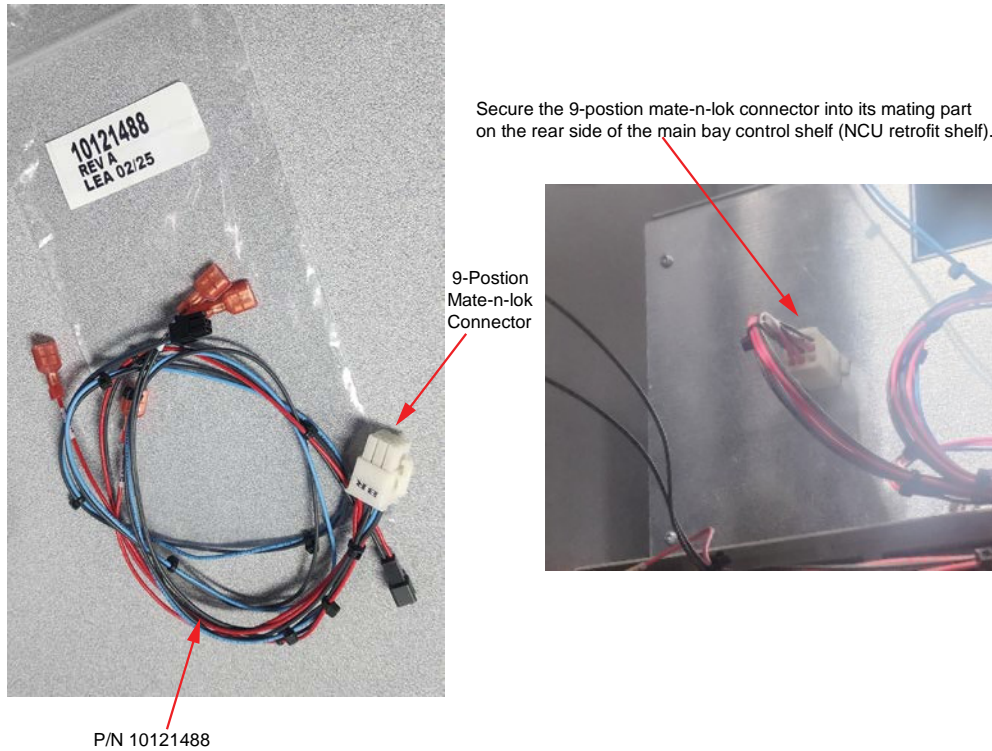 10121488
REV A
LEA 02/25
Secure the 9-postion mate-n-lok connector into its mating part
on the rear side of the main bay control shelf (NCU retrofit shelf).
9-Postion
Mate-n-lok
Connector
BR
P/N 10121488